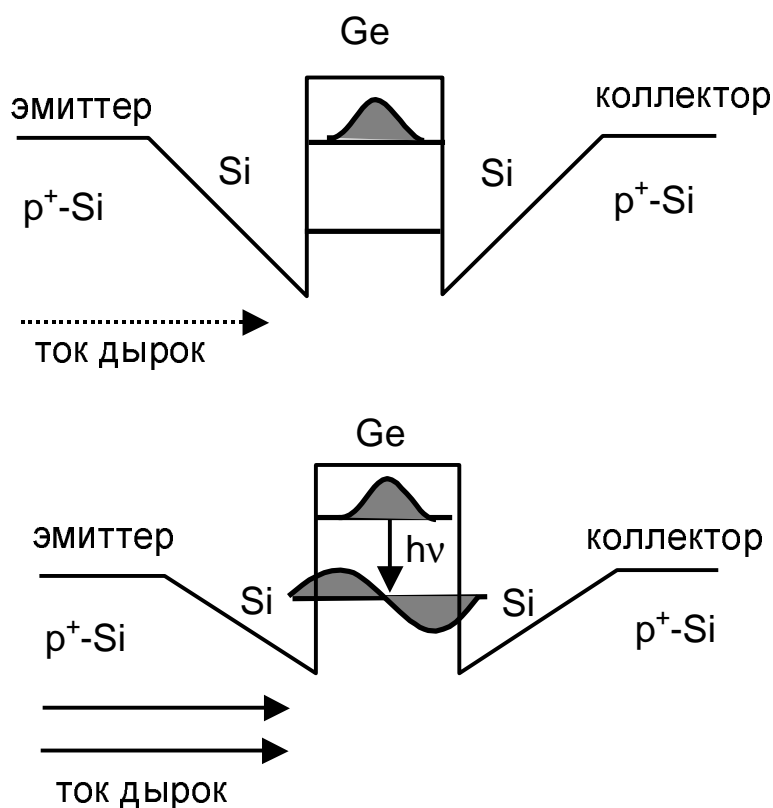 Ge
эмиттер
коллектор
Si
Si
p⁺-Si
p⁺-Si
ток дырок
Ge
эмиттер
hν
коллектор
Si
Si
p⁺-Si
p⁺-Si
ток дырок